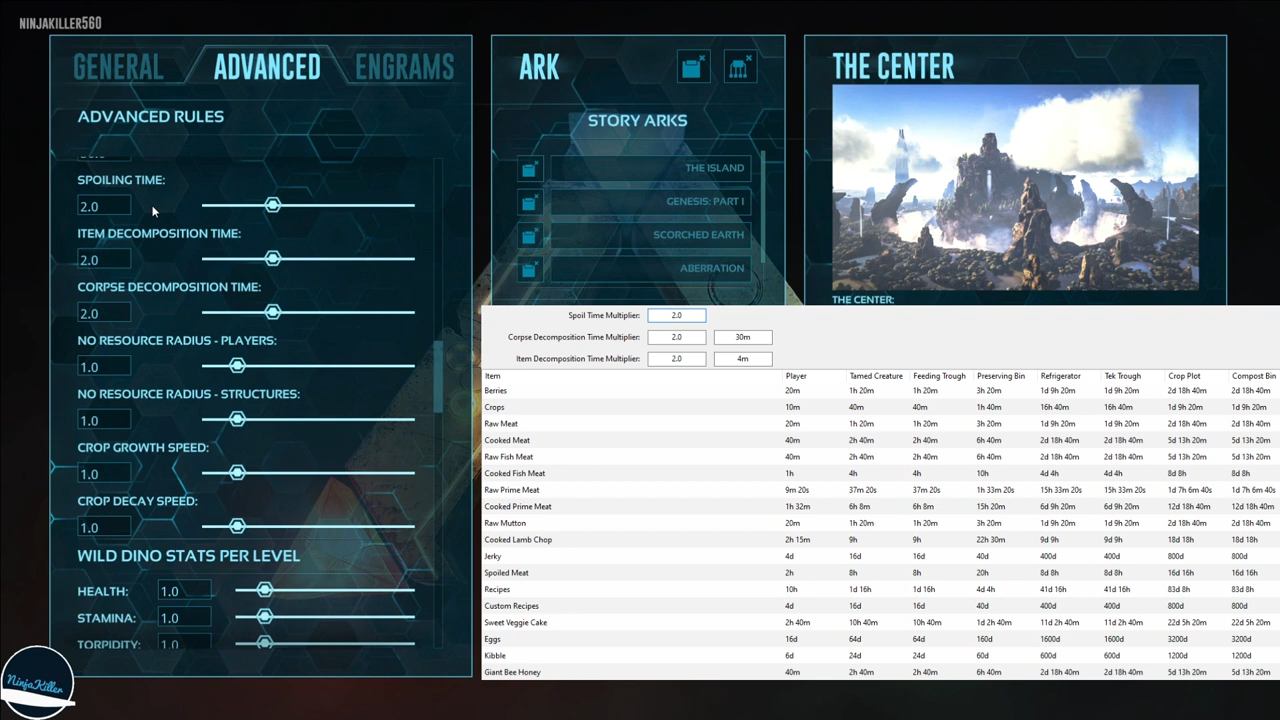 NINJAKILLER560
GENERAL
ADVANCED
ENGRAMS
ADVANCED RULES
SPOILING TIME:
2.0
ITEM DECOMPOSITION TIME:
2.0
CORPSE DECOMPOSITION TIME:
2.0
NO RESOURCE RADIUS - PLAYERS:
1.0
NO RESOURCE RADIUS - STRUCTURES:
1.0
CROP GROWTH SPEED:
1.0
CROP DECAY SPEED:
1.0
WILD DINO STATS PER LEVEL
HEALTH: 1.0
STAMINA: 1.0
TORPIDITY: 1.0
NinjaKiller
ARK
STORY ARKS
THE ISLAND
GENESIS: PART I
SCORCHED EARTH
ABERRATION
THE CENTER
THE CENTER:
Spoil Time Multiplier: 2.0
Corpse Decomposition Time Multiplier: 2.0 30m
Item Decomposition Time Multiplier: 2.0 4m
Item Player Tamed Creature Feeding Trough Preserving Bin Refrigerator Tek Trough Crop Plot Compost Bin
Berries 20m 1h 20m 1h 20m 3h 20m 1d 9h 20m 1d 9h 20m 2d 18h 40m 2d 18h 40m
Crops 10m 40m 40m 1h 40m 16h 40m 16h 40m 1d 9h 20m 1d 9h 20m
Raw Meat 20m 1h 20m 1h 20m 3h 20m 1d 9h 20m 1d 9h 20m 2d 18h 40m 2d 18h 40m
Cooked Meat 40m 2h 40m 2h 40m 6h 40m 2d 18h 40m 2d 18h 40m 5d 13h 20m 5d 13h 20m
Raw Fish Meat 40m 2h 40m 2h 40m 6h 40m 2d 18h 40m 2d 18h 40m 5d 13h 20m 5d 13h 20m
Cooked Fish Meat 1h 4h 4h 10h 4d 4h 4d 4h 8d 8h 8d 8h
Raw Prime Meat 9m 20s 37m 20s 37m 20s 1h 33m 20s 15h 33m 20s 15h 33m 20s 1d 7h 6m 40s 1d 7h 6m 40s
Cooked Prime Meat 1h 32m 6h 8m 6h 8m 15h 20m 6d 9h 20m 6d 9h 20m 12d 18h 40m 12d 18h 40m
Raw Mutton 20m 1h 20m 1h 20m 3h 20m 1d 9h 20m 1d 9h 20m 2d 18h 40m 2d 18h 40m
Cooked Lamb Chop 2h 15m 9h 9h 22h 30m 9d 9h 9d 9h 18d 18h 18d 18h
Jerky 4d 16d 16d 40d 400d 400d 800d 800d
Spoiled Meat 2h 8h 8h 20h 8d 8h 8d 8h 16d 16h 16d 16h
Recipes 10h 1d 16h 1d 16h 4d 4h 41d 16h 41d 16h 83d 8h 83d 8h
Custom Recipes 4d 16d 16d 40d 400d 400d 800d 800d
Sweet Veggie Cake 2h 40m 10h 40m 10h 40m 1d 2h 40m 11d 2h 40m 11d 2h 40m 22d 5h 20m 22d 5h 20m
Eggs 16d 64d 64d 160d 1600d 1600d 3200d 3200d
Kibble 6d 24d 24d 60d 600d 600d 1200d 1200d
Giant Bee Honey 40m 2h 40m 2h 40m 6h 40m 2d 18h 40m 2d 18h 40m 5d 13h 20m 5d 13h 20m